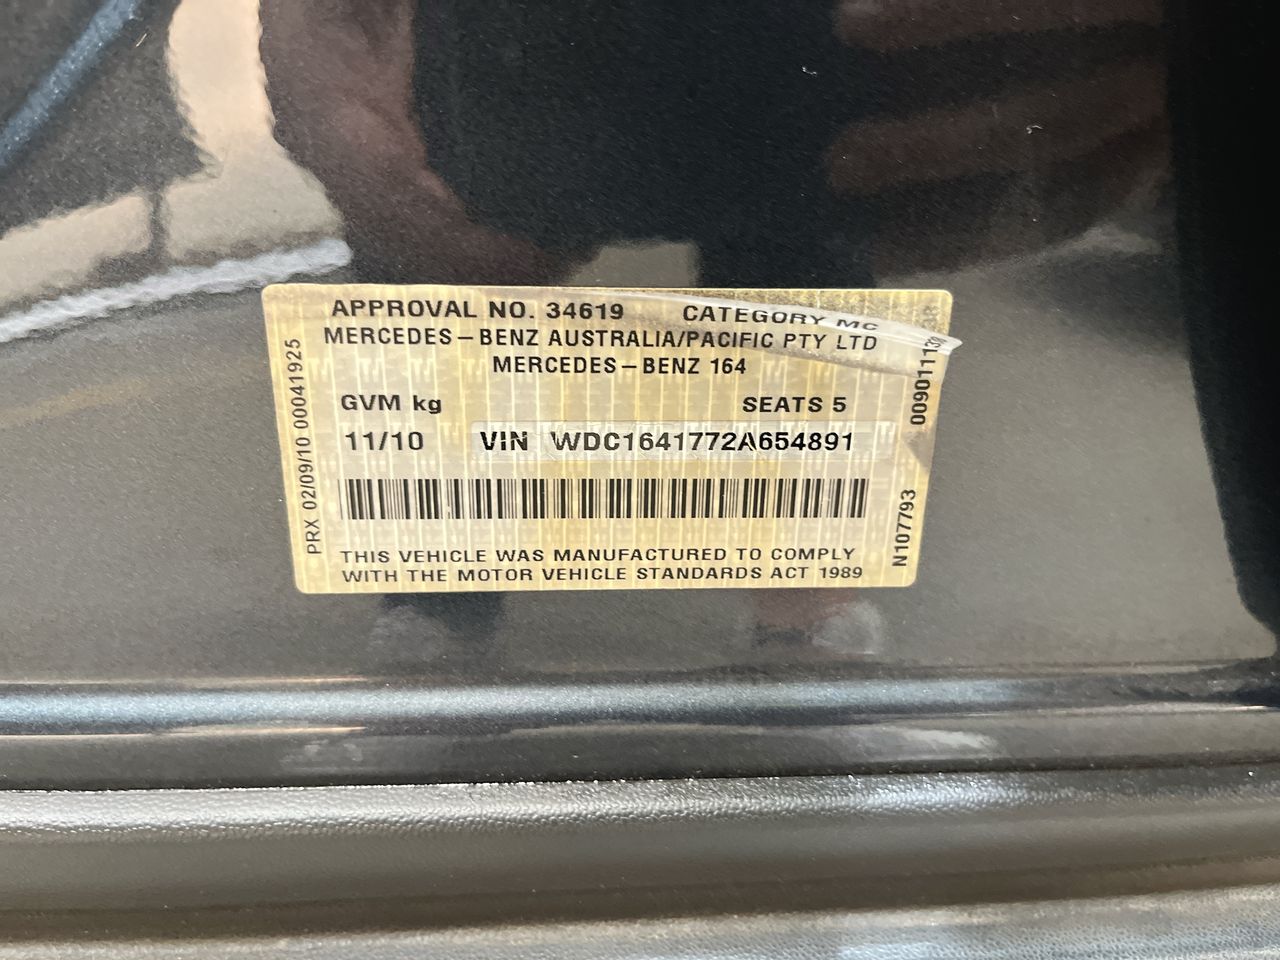 APPROVAL NO. 34619 CATEGORY MC
MERCEDES-BENZ AUSTRALIA/PACIFIC PTY LTD
MERCEDES-BENZ 164
GVM kg SEATS 5
11/10 VIN WDC1641772A654891
THIS VEHICLE WAS MANUFACTURED TO COMPLY
WITH THE MOTOR VEHICLE STANDARDS ACT 1989
PRX 02/09/10 00041925
N107793